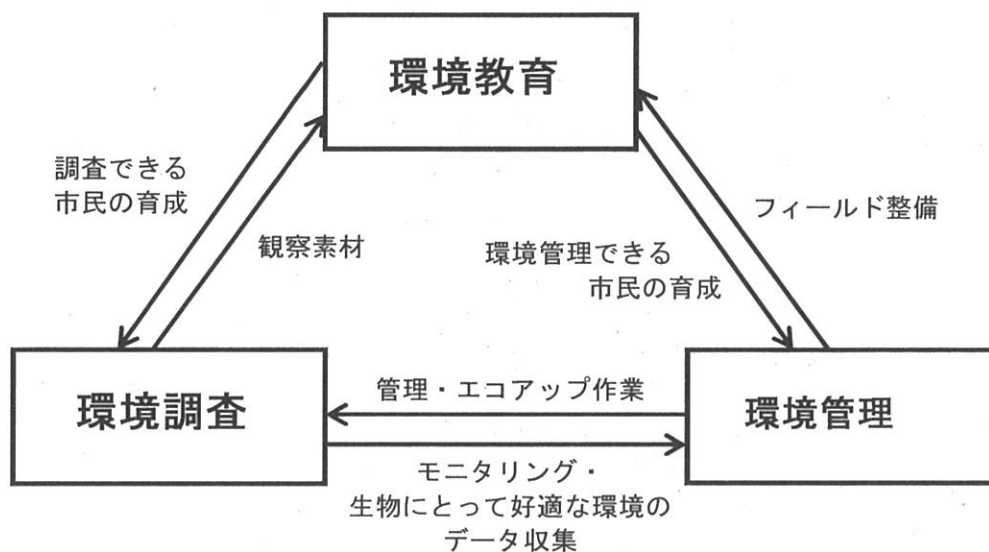 環境教育
調査できる
市民の育成
観察素材
環境管理できる
市民の育成
フィールド整備
環境調査
管理・エコアップ作業
環境管理
モニタリング・
生物にとって好適な環境の
データ収集